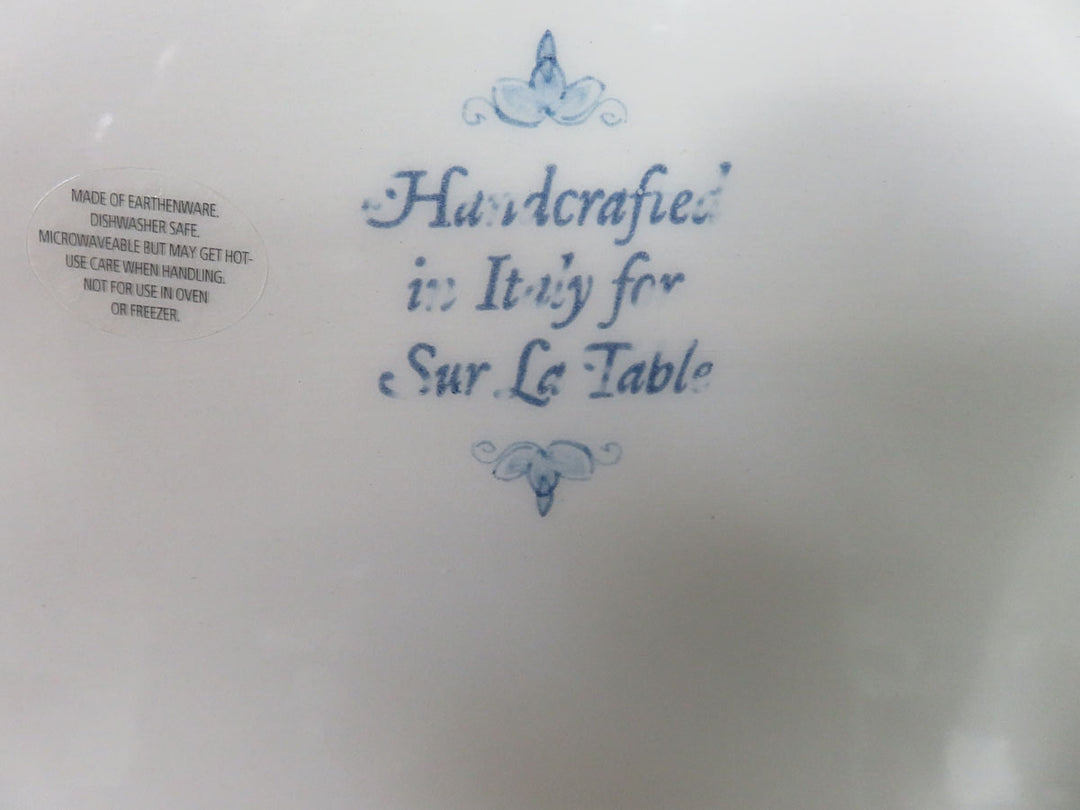 Handcrafted
in Italy for
Sur La Table
MADE OF EARTHENWARE.
DISHWASHER SAFE.
MICROWAVEABLE BUT MAY GET HOT-
USE CARE WHEN HANDLING.
NOT FOR USE IN OVEN
OR FREEZER.